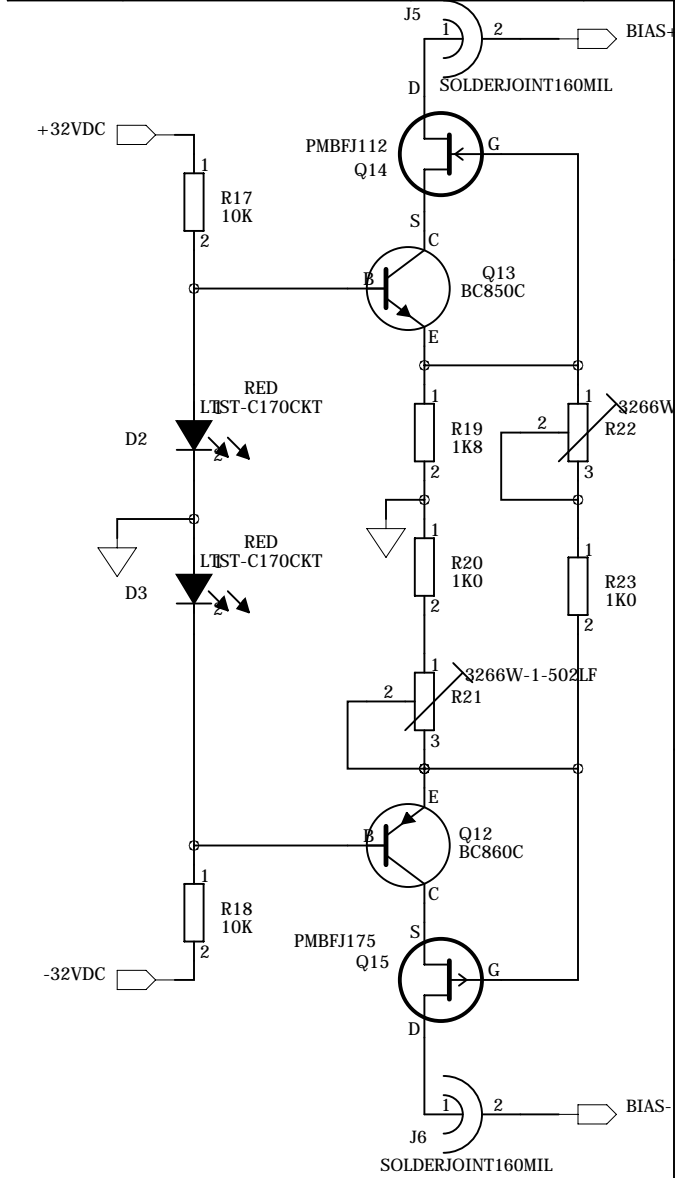 J5
1
2
BIAS+
D
SOLDERJOINT160MIL
+32VDC
PMBFJ112
Q14
G
1
R17
10K
2
S
C
B
Q13
BC850C
E
RED
LTST-C170CKT
1
D2
2
1
R19
1K8
2
1
3266W
2
R22
3
RED
LTST-C170CKT
1
D3
2
1
R20
1K0
2
1
R23
1K0
2
1
3266W-1-502LF
2
R21
3
E
B
Q12
BC860C
C
1
R18
10K
2
S
PMBFJ175
Q15
G
-32VDC
D
1
2
BIAS-
J6
SOLDERJOINT160MIL